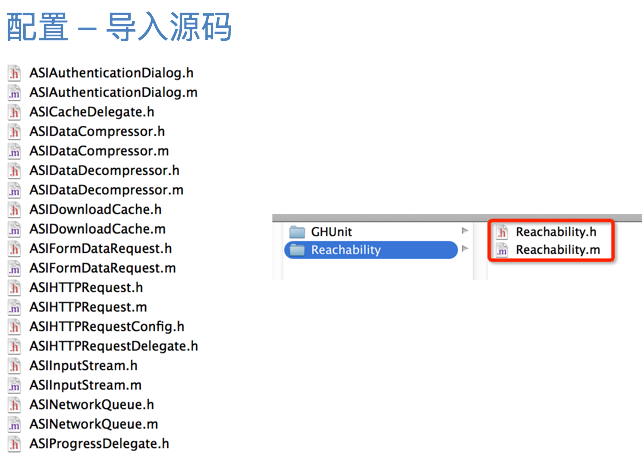 配置 – 导入源码
ASIAuthenticationDialog.h
ASIAuthenticationDialog.m
ASICacheDelegate.h
ASIDataCompressor.h
ASIDataCompressor.m
ASIDataDecompressor.h
ASIDataDecompressor.m
ASIDownloadCache.h
ASIDownloadCache.m
ASIFormDataRequest.h
ASIFormDataRequest.m
ASIHTTPRequest.h
ASIHTTPRequest.m
ASIHTTPRequestConfig.h
ASIHTTPRequestDelegate.h
ASIInputStream.h
ASIInputStream.m
ASINetworkQueue.h
ASINetworkQueue.m
ASIProgressDelegate.h
GHUnit
Reachability
Reachability.h
Reachability.m